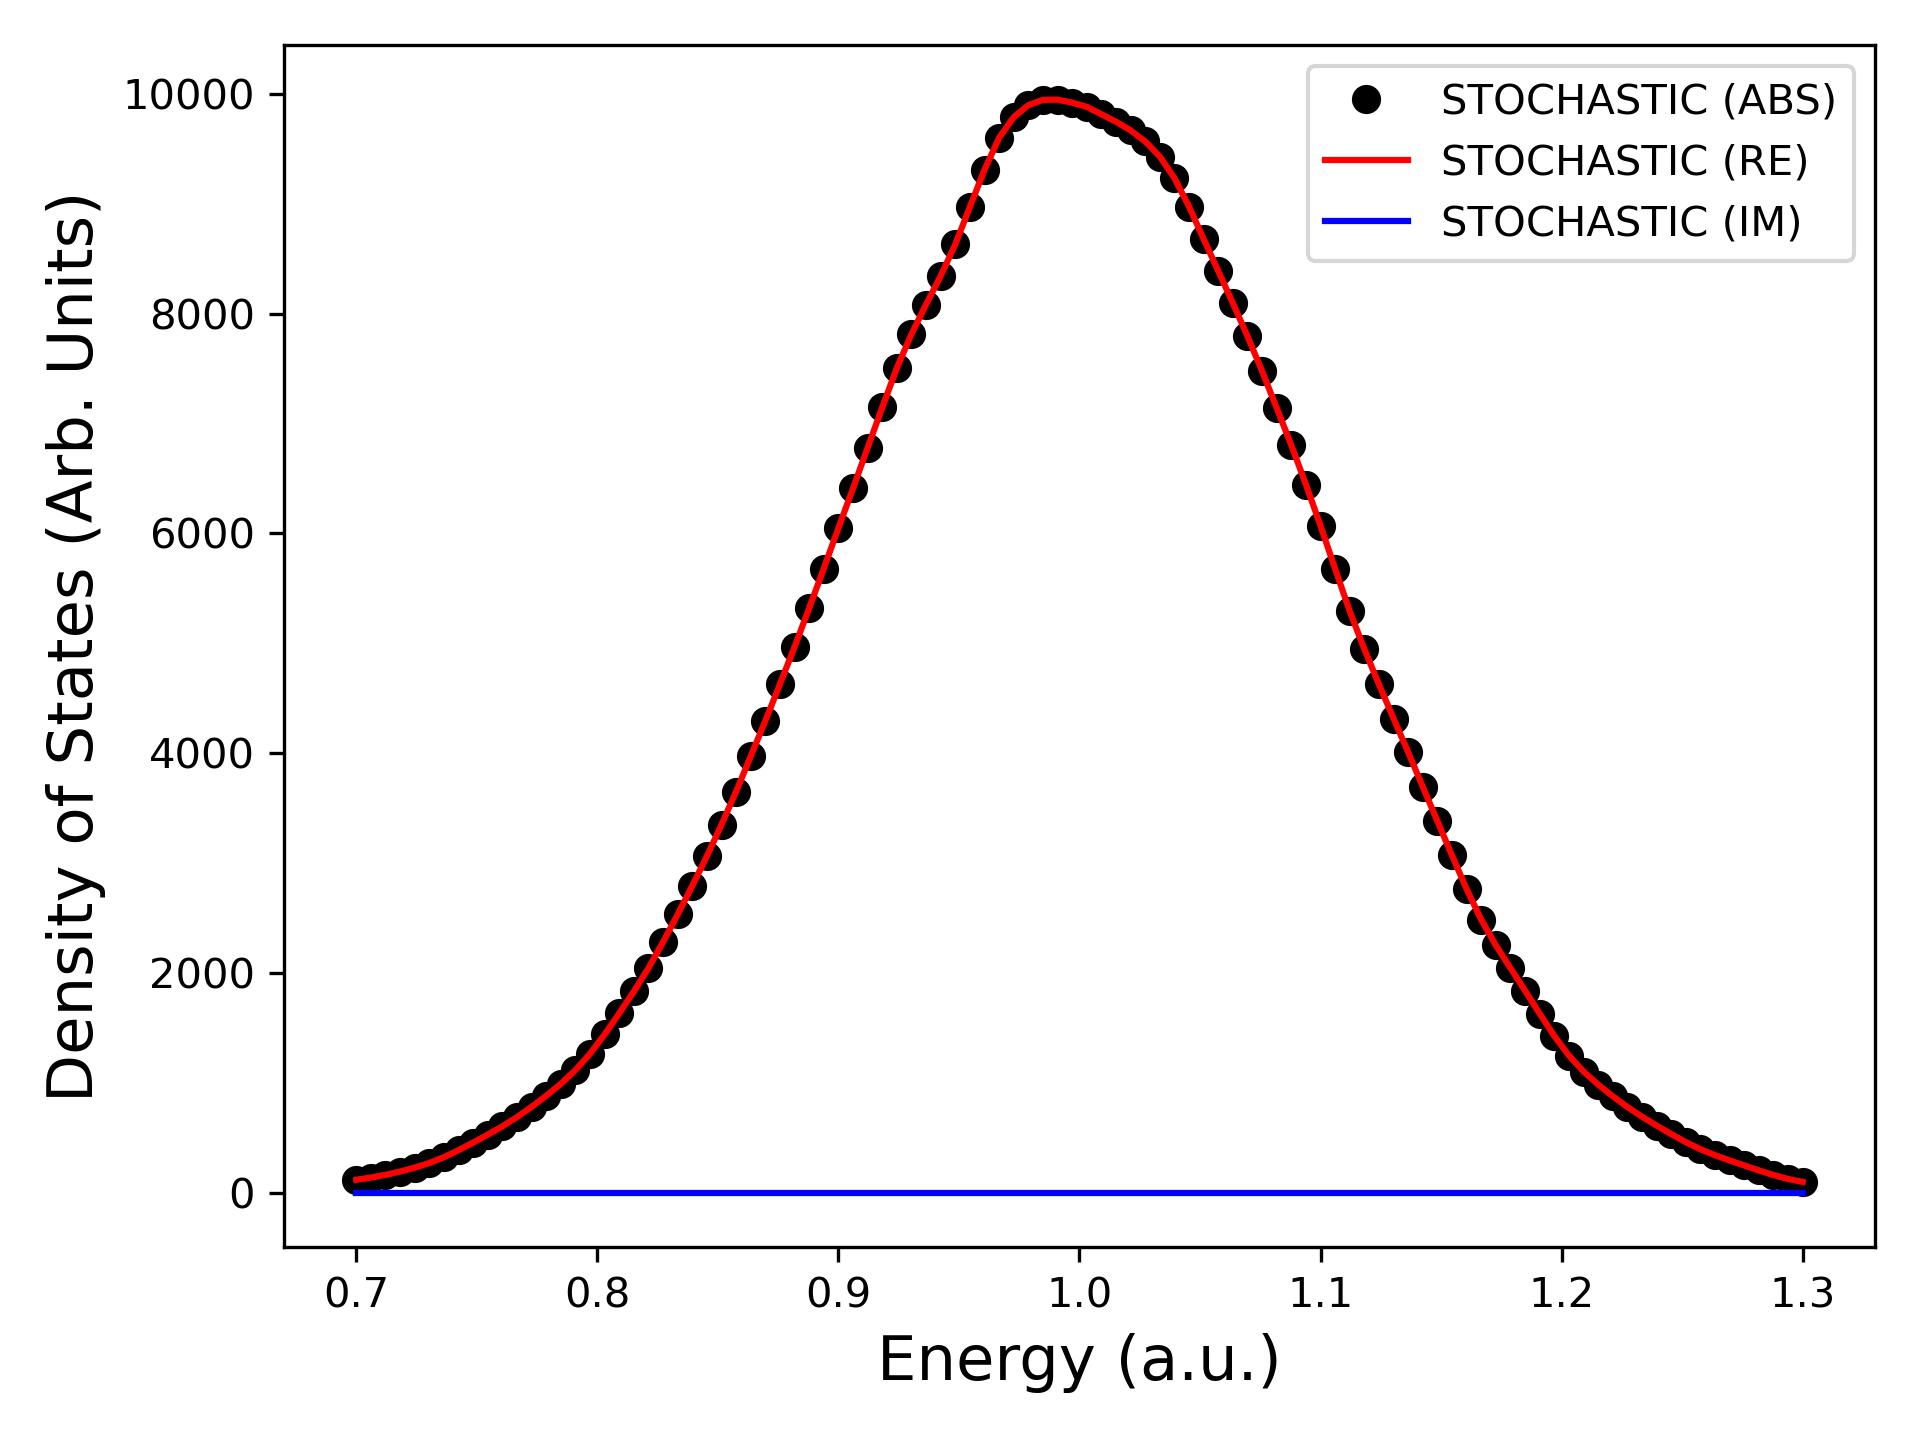 Density of States (Arb. Units)
10000
8000
6000
4000
2000
0
STOCHASTIC (ABS)
STOCHASTIC (RE)
STOCHASTIC (IM)
0.7 0.8 0.9 1.0 1.1 1.2 1.3
Energy (a.u.)